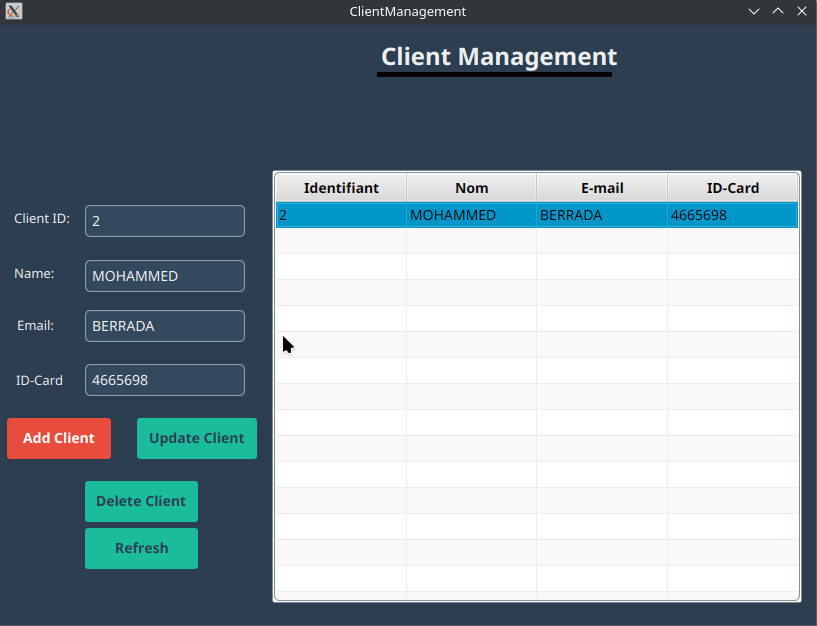 ClientManagement
Client Management
Identifiant Nom E-mail ID-Card
2 MOHAMMED BERRADA 4665698
Client ID: 2
Name: MOHAMMED
Email: BERRADA
ID-Card 4665698
Add Client Update Client
Delete Client
Refresh